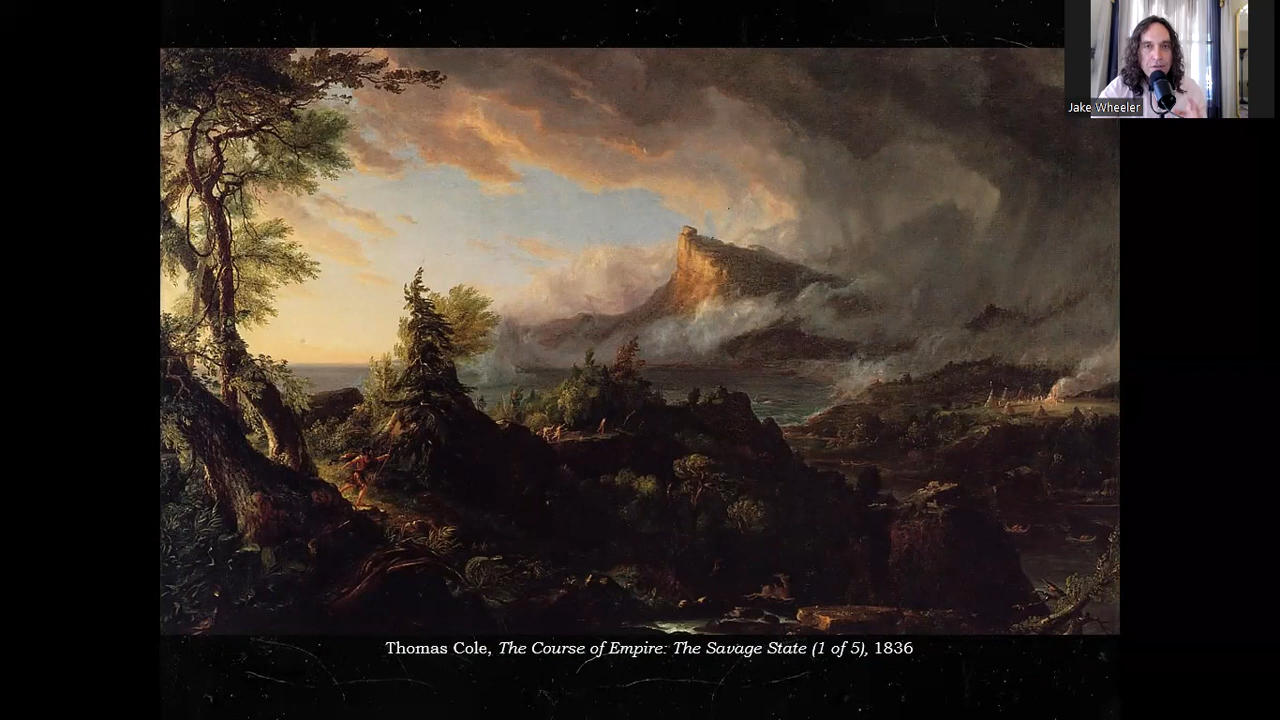 Jake Wheeler
Thomas Cole, The Course of Empire: The Savage State (1 of 5), 1836